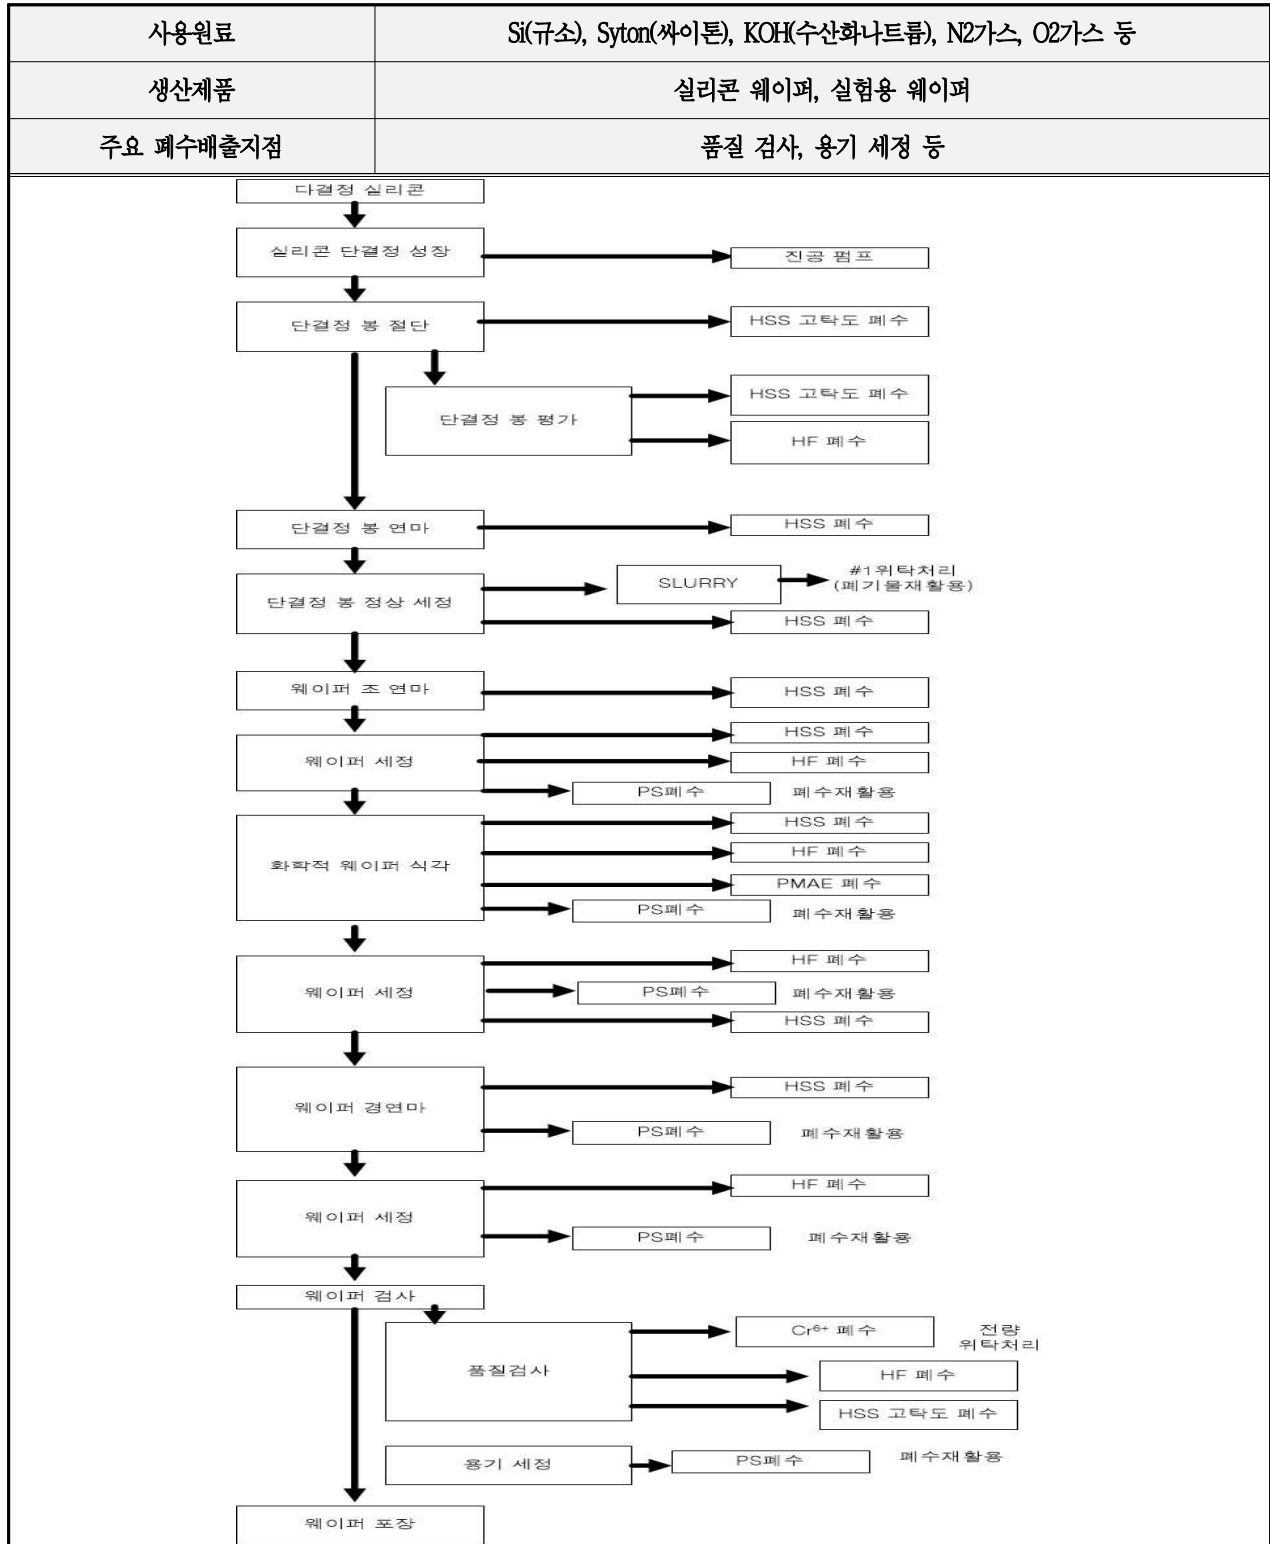 사용원료 Si(규소), Syton(싸이톤), KOH(수산화나트륨), N2가스, O2가스 등
생산제품 실리콘 웨이퍼, 실험용 웨이퍼
주요 폐수배출지점 품질 검사, 용기 세정 등
다결정 실리콘
실리콘 단결정 성장
진공 펌프
단결정 봉 절단
HSS 고탁도 폐수
단결정 봉 평가
HSS 고탁도 폐수
HF 폐수
단결정 봉 연마
HSS 폐수
단결정 봉 정상 세정
SLURRY
#1위탁처리
(폐기물재활용)
HSS 폐수
웨이퍼 조 연마
HSS 폐수
웨이퍼 세정
HSS 폐수
HF 폐수
PS폐수 폐수재활용
화학적 웨이퍼 식각
HSS 폐수
HF 폐수
PMAE 폐수
PS폐수 폐수재활용
웨이퍼 세정
HF 폐수
PS폐수 폐수재활용
HSS 폐수
웨이퍼 경연마
HSS 폐수
PS폐수 폐수재활용
웨이퍼 세정
HF 폐수
PS폐수 폐수재활용
웨이퍼 검사
품질검사
Cr⁶⁺ 폐수
전량
위탁처리
HF 폐수
HSS 고탁도 폐수
용기 세정
PS폐수 폐수재활용
웨이퍼 포장